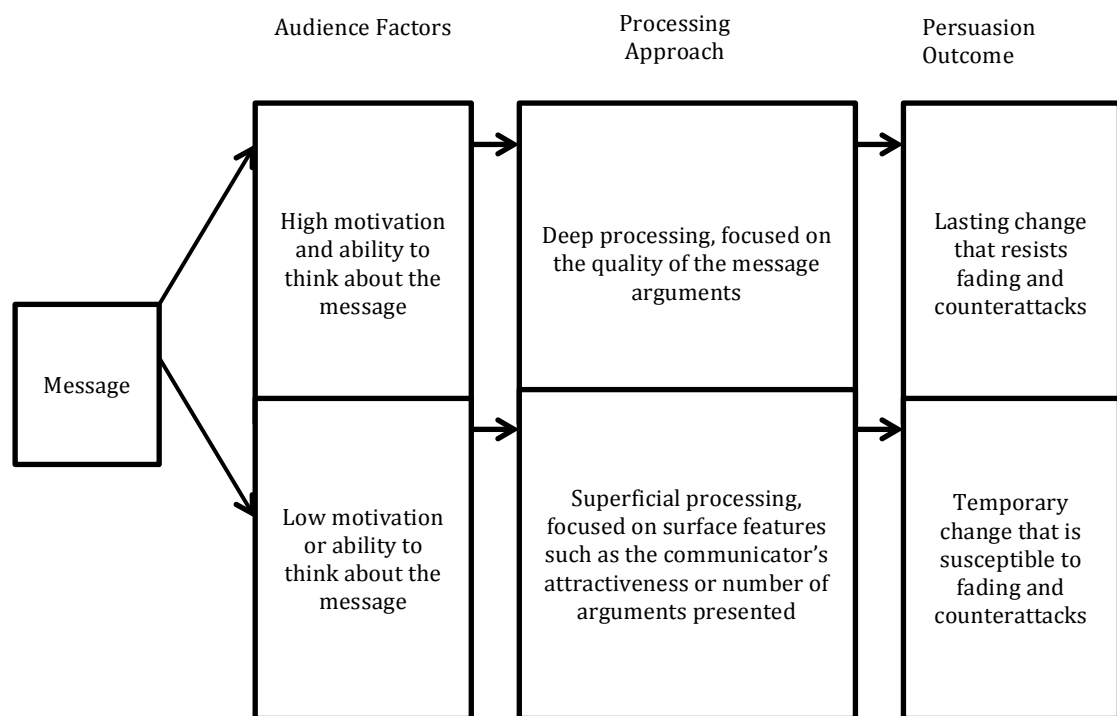 Audience Factors
Processing
Approach
Persuasion
Outcome
Message
High motivation
and ability to
think about the
message
Deep processing, focused on
the quality of the message
arguments
Lasting change
that resists
fading and
counterattacks
Low motivation
or ability to
think about the
message
Superficial processing,
focused on surface features
such as the communicator’s
attractiveness or number of
arguments presented
Temporary
change that is
susceptible to
fading and
counterattacks